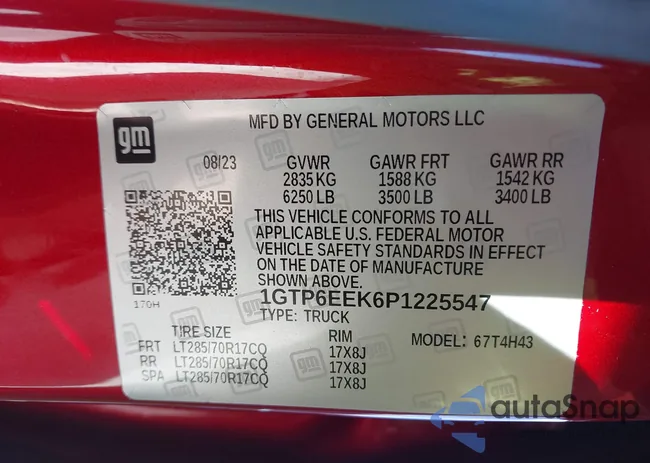 gm
MFD BY GENERAL MOTORS LLC
08/23 GVWR GAWR FRT GAWR RR
2835 KG 1588 KG 1542 KG
6250 LB 3500 LB 3400 LB
THIS VEHICLE CONFORMS TO ALL
APPLICABLE U.S. FEDERAL MOTOR
VEHICLE SAFETY STANDARDS IN EFFECT
ON THE DATE OF MANUFACTURE
SHOWN ABOVE.
170H
1GTP6EEK6P1225547
TYPE: TRUCK
TIRE SIZE RIM MODEL: 67T4H43
FRT LT285/70R17CQ 17X8J
RR LT285/70R17CQ 17X8J
SPA LT285/70R17CQ 17X8J
autoSnap
POWERED BY CARS